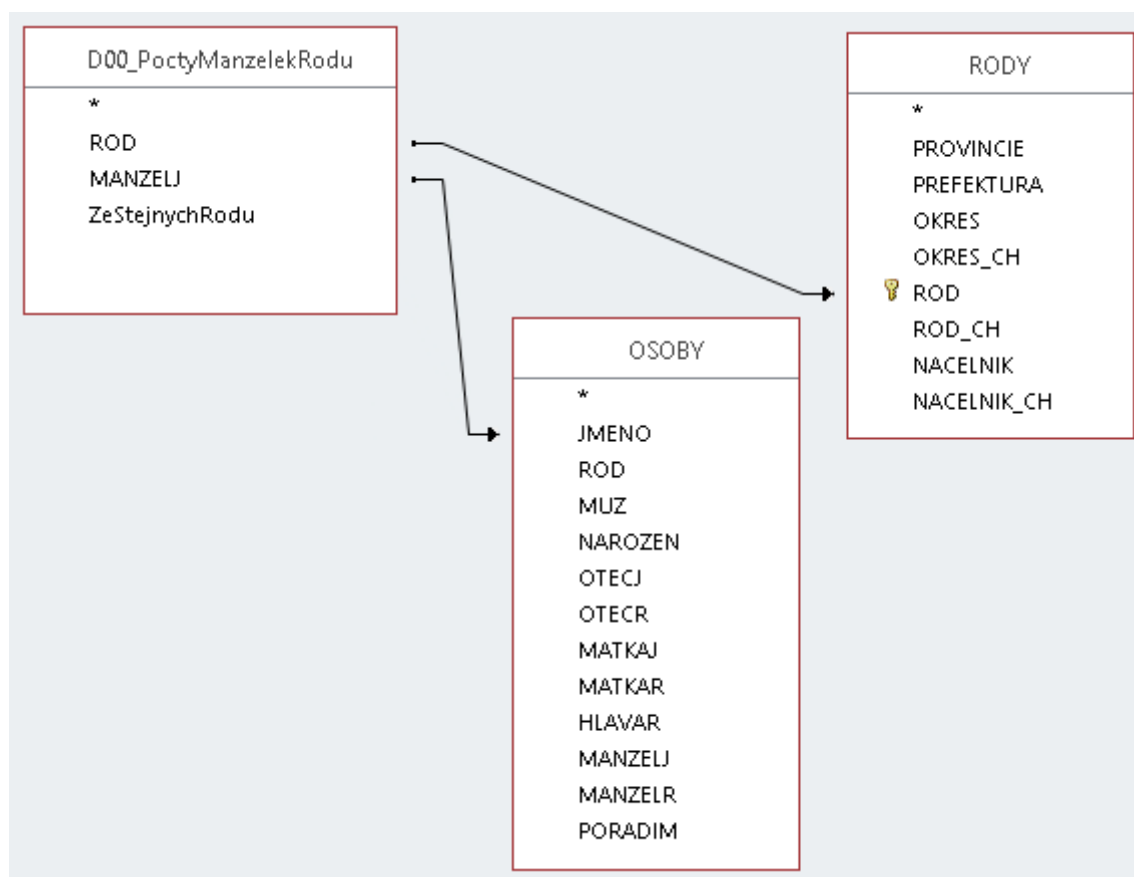 D00_PoctyManzelekRodu
*
ROD
MANZELJ
ZeStejnychRodu
RODY
*
PROVINCIE
PREFEKTURA
OKRES
OKRES_CH
ROD
ROD_CH
NACELNIK
NACELNIK_CH
OSOBY
*
JMENO
ROD
MUZ
NAROZEN
OTECJ
OTECR
MATKAJ
MATKAR
HLAVAR
MANZELJ
MANZELR
PORADIM